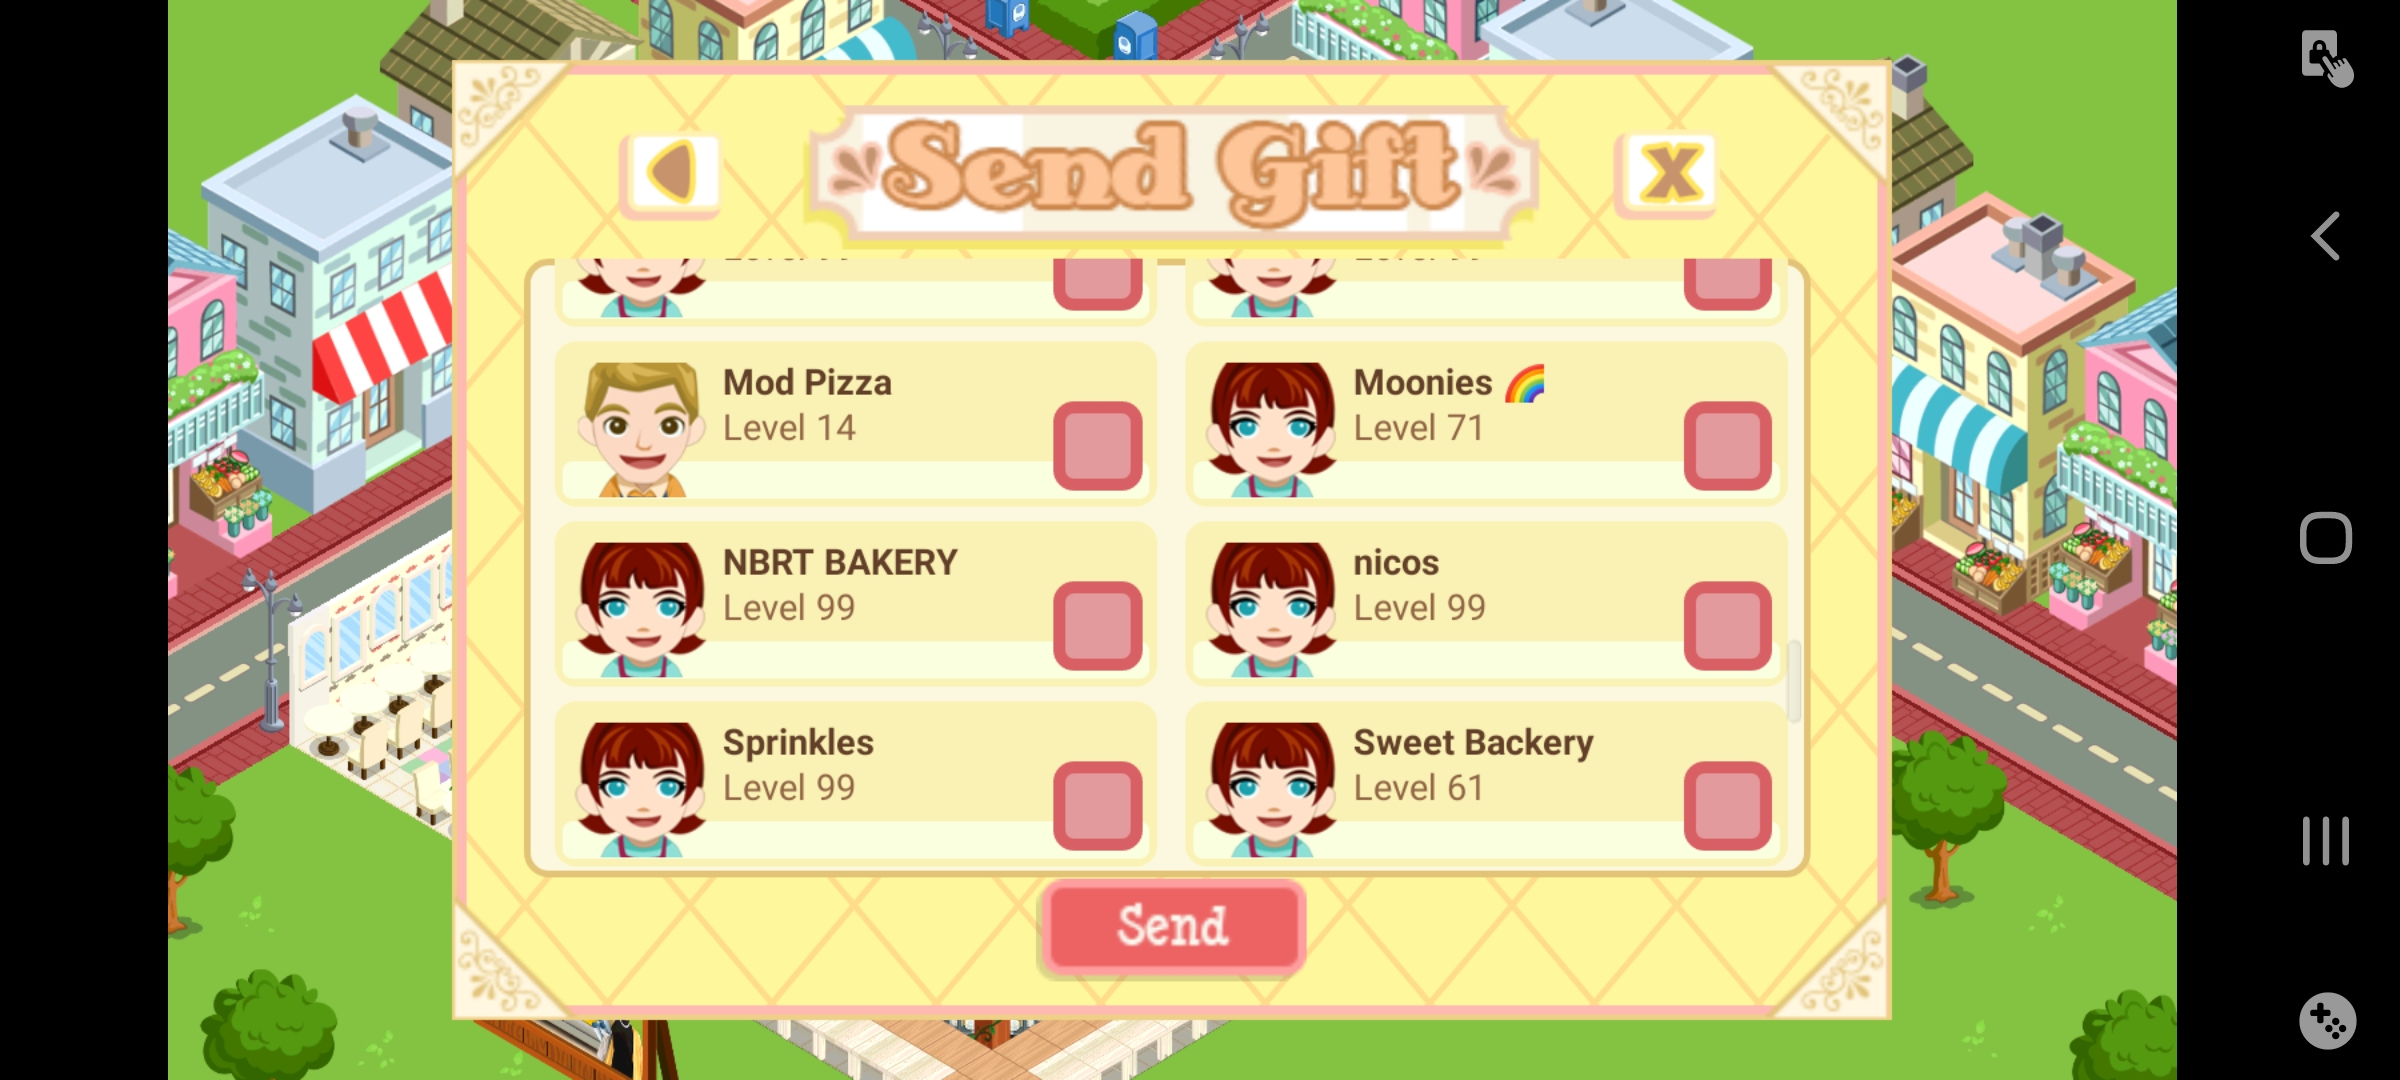 Send Gift
Mod Pizza
Level 14
Moonies 🌈
Level 71
NBRT BAKERY
Level 99
nicos
Level 99
Sprinkles
Level 99
Sweet Backery
Level 61
Send